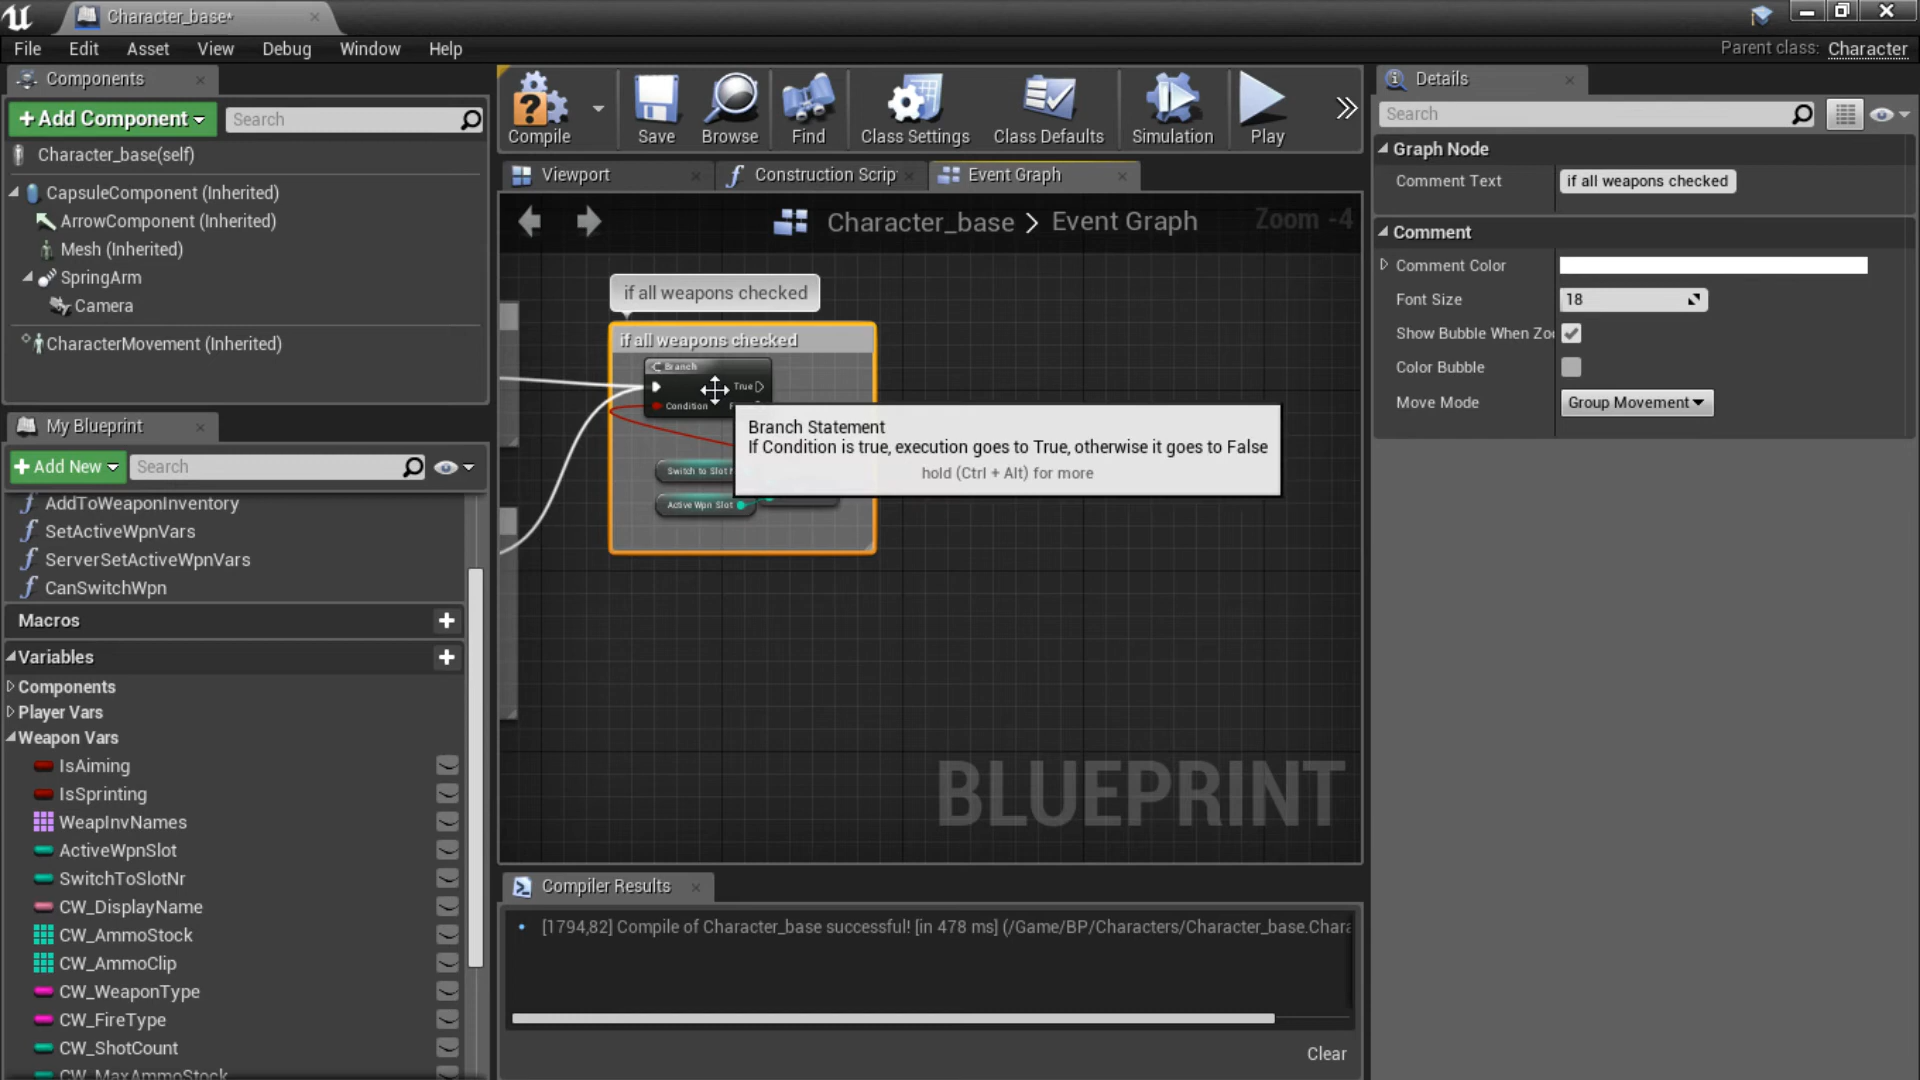 Character_base*
File Edit Asset View Debug Window Help
Parent class: Character
Components
+Add Component
Search
Character_base(self)
CapsuleComponent (Inherited)
ArrowComponent (Inherited)
Mesh (Inherited)
SpringArm
Camera
CharacterMovement (Inherited)
My Blueprint
+Add New
Search
AddToWeaponInventory
SetActiveWpnVars
ServerSetActiveWpnVars
CanSwitchWpn
Macros
Variables
Components
Player Vars
Weapon Vars
IsAiming
IsSprinting
WeapInvNames
ActiveWpnSlot
SwitchToSlotNr
CW_DisplayName
CW_AmmoStock
CW_AmmoClip
CW_WeaponType
CW_FireType
CW_ShotCount
CW_MaxAmmoStock
Compile
Save
Browse
Find
Class Settings
Class Defaults
Simulation
Play
Viewport
Construction Scrip
Event Graph
Character_base > Event Graph
Zoom -4
if all weapons checked
if all weapons checked
Branch
True
Condition
Switch to Slot
Active Wpn Slot
Branch Statement
If Condition is true, execution goes to True, otherwise it goes to False
hold (Ctrl + Alt) for more
BLUEPRINT
Compiler Results
[1794,82] Compile of Character_base successful! [in 478 ms] (/Game/BP/Characters/Character_base.Chara
Clear
Details
Search
Graph Node
Comment Text if all weapons checked
Comment
Comment Color
Font Size 18
Show Bubble When Zo
Color Bubble
Move Mode Group Movement